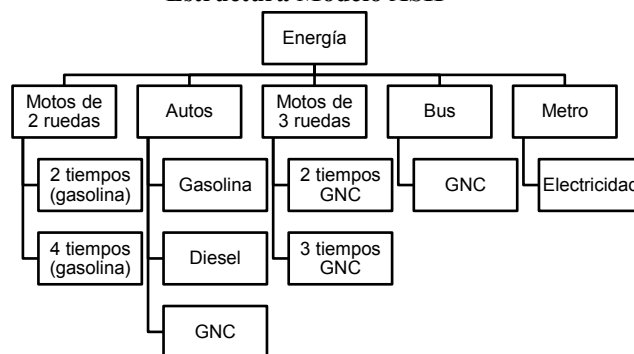 Energía
Motos de
2 ruedas
Autos
Motos de
3 ruedas
Bus
Metro
2 tiempos
(gasolina)
Gasolina
2 tiempos
GNC
GNC
Electricidad
4 tiempos
(gasolina)
Diesel
3 tiempos
GNC
GNC